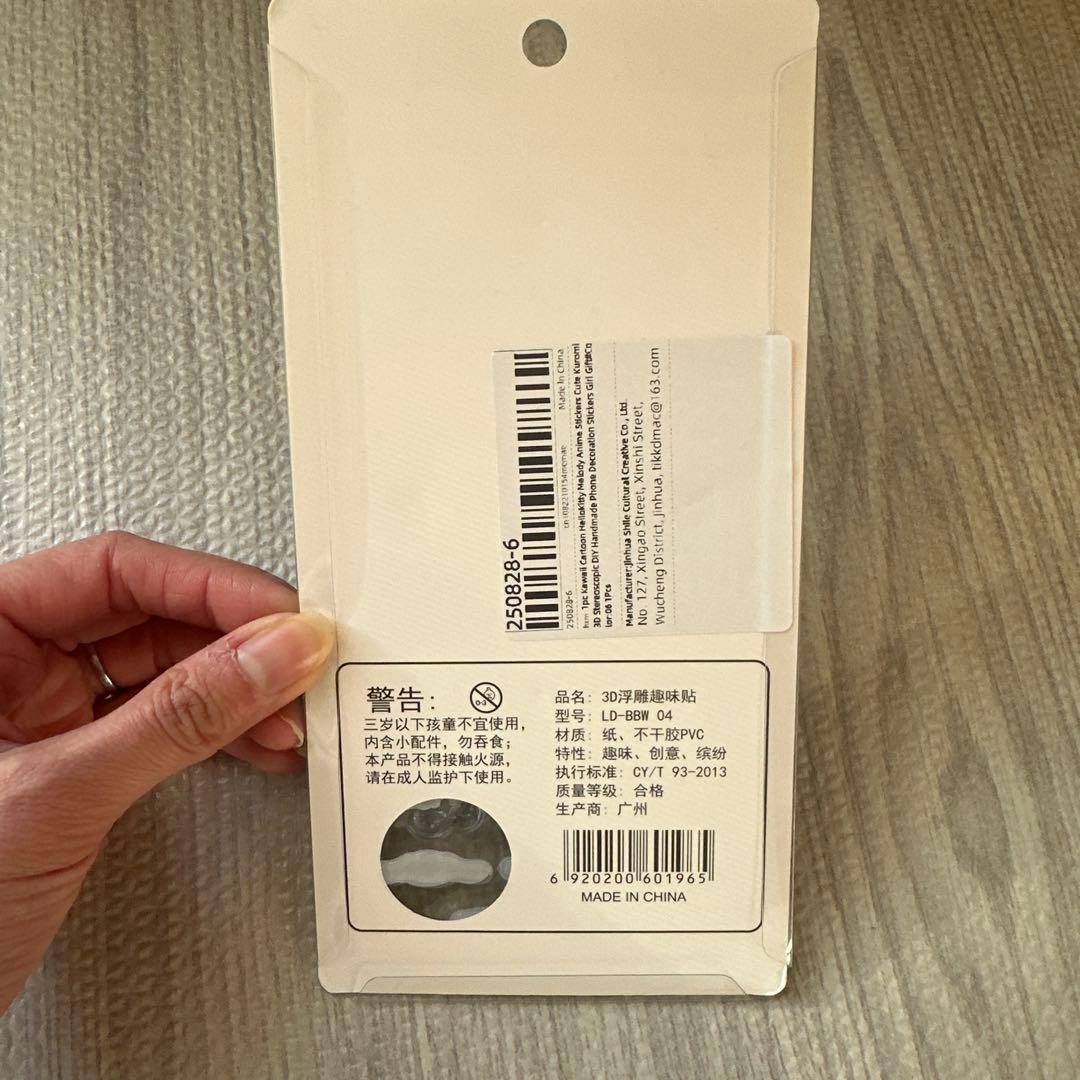 250828-6
250828-6
Made In China
1pc Kawaii Cartoon HelloKitty Melody Anime Stickers Cute Kuromi
3D Stereoscopic DIY Handmade Phone Decoration Stickers Girl Gift#Co
lor:06 1Pcs
Manufacturer:Jinhua Shile Cultural Creative Co., Ltd.
No. 127, Xingao Street, Xinshi Street,
Wucheng District, Jinhua, tikkdmac@163.com
警告:
三岁以下孩童不宜使用，
内含小配件，勿吞食；
本产品不得接触火源，
请在成人监护下使用。
品名: 3D浮雕趣味贴
型号: LD-BBW 04
材质: 纸、不干胶PVC
特性: 趣味、创意、缤纷
执行标准: CY/T 93-2013
质量等级: 合格
生产商: 广州
6 920200 601965
MADE IN CHINA